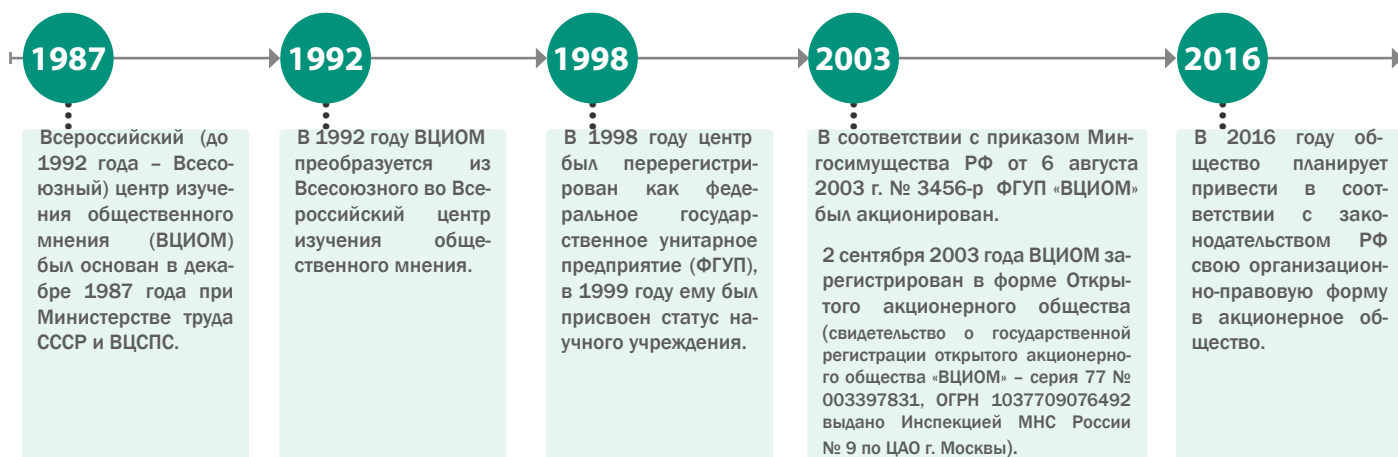 1987
1992
1998
2003
2016
Всероссийский (до
1992 года – Всесо-
юзный) центр изуче-
ния общественного
мнения (ВЦИОМ)
был основан в дека-
бре 1987 года при
Министерстве труда
СССР и ВЦСПС.
В 1992 году ВЦИОМ
преобразуется из
Всесоюзного во Все-
российский центр
изучения обще-
ственного мнения.
В 1998 году центр
был перерегистри-
рован как феде-
ральное государ-
ственное унитарное
предприятие (ФГУП),
в 1999 году ему был
присвоен статус на-
учного учреждения.
В соответствии с приказом Мин-
госимущества РФ от 6 августа
2003 г. № 3456-р ФГУП «ВЦИОМ»
был акционирован.
2 сентября 2003 года ВЦИОМ за-
регистрирован в форме Откры-
того акционерного общества
(свидетельство о государственной
регистрации открытого акционерно-
го общества «ВЦИОМ» – серия 77 №
003397831, ОГРН 1037709076492
выдано Инспекцией МНС России
№ 9 по ЦАО г. Москвы).
В 2016 году об-
щество планирует
привести в соот-
ветствии с зако-
нодательством РФ
свою организацион-
но-правовую форму
в акционерное об-
щество.